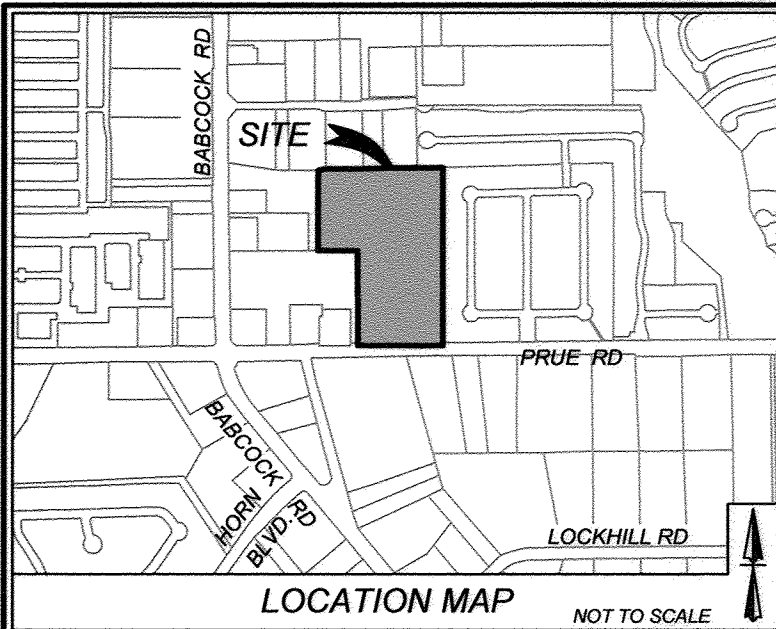 BABCOCK RD
SITE
PRUE RD
BABCOCK RD
HORN BLVD.
LOCKHILL RD
LOCATION MAP
NOT TO SCALE